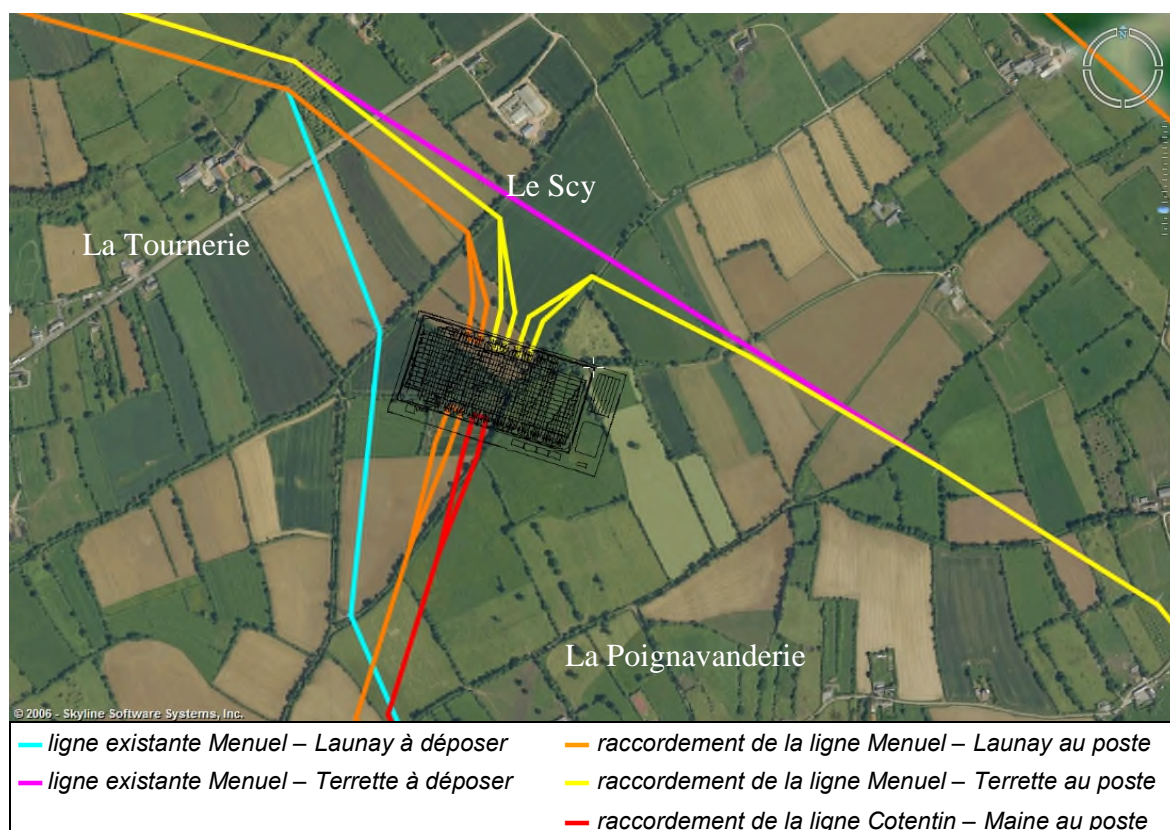 N
Le Scy
La Tournerie
La Poignavanderie
© 2006 - Skyline Software Systems, Inc.
ligne existante Menuel – Launay à déposer
ligne existante Menuel – Terrette à déposer
raccordement de la ligne Menuel – Launay au poste
raccordement de la ligne Menuel – Terrette au poste
raccordement de la ligne Cotentin – Maine au poste